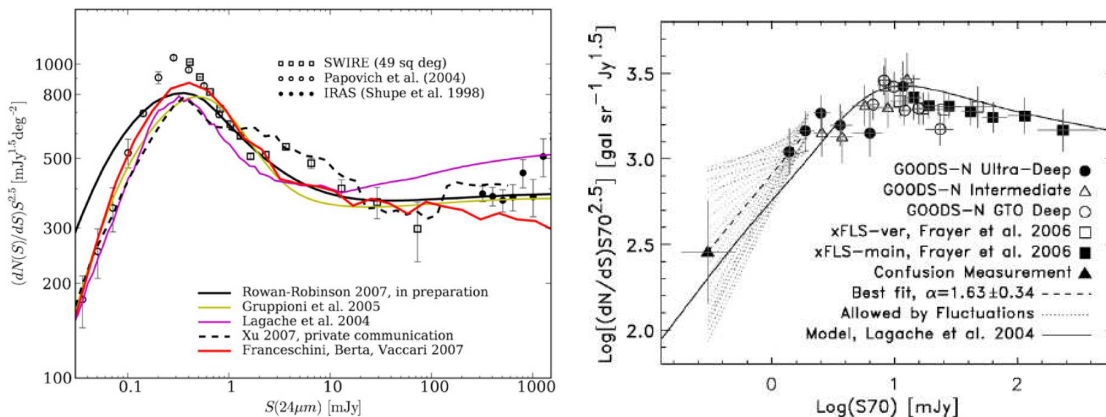 (dN(S)/dS)S^2.5 [mJy^1.5 deg^-2]
1000
800
500
300
200
100
SWIRE (49 sq deg)
Papovich et al. (2004)
IRAS (Shupe et al. 1998)
Rowan-Robinson 2007, in preparation
Gruppioni et al. 2005
Lagache et al. 2004
Xu 2007, private communication
Franceschini, Berta, Vaccari 2007
0.1 1 10 100 1000
S(24μm) [mJy]
Log[(dN/dS)S70^2.5] [gal sr^-1 Jy^1.5]
3.5
3.0
2.5
2.0
GOODS-N Ultra-Deep
GOODS-N Intermediate
GOODS-N GTO Deep
xFLS-ver, Frayer et al. 2006
xFLS-main, Frayer et al. 2006
Confusion Measurement
Best fit, α=1.63±0.34
Allowed by Fluctuations
Model, Lagache et al. 2004
0 1 2
Log(S70) [mJy]